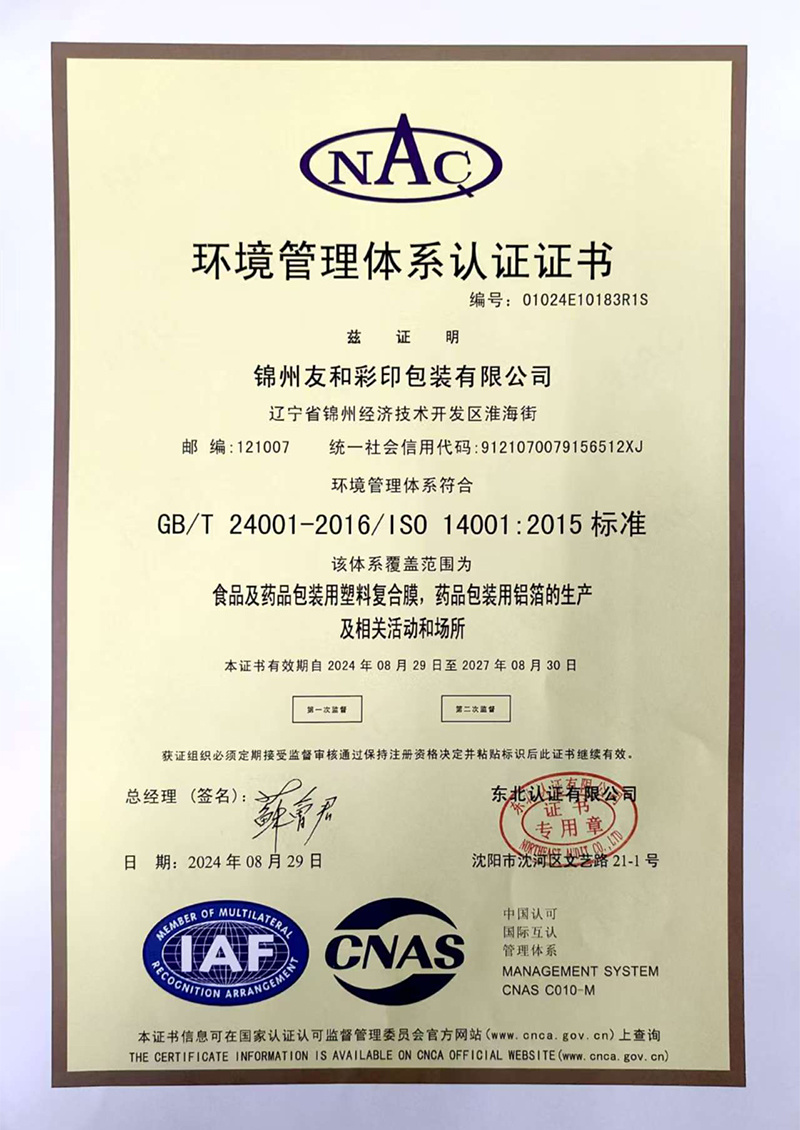 NAC
环境管理体系认证证书
编号：01024E10183R1S
兹 证 明
锦州友和彩印包装有限公司
辽宁省锦州经济技术开发区淮海街
邮 编:121007 统一社会信用代码:9121070079156512XJ
环境管理体系符合
GB/T 24001-2016/ISO 14001:2015 标准
该体系覆盖范围为
食品及药品包装用塑料复合膜，药品包装用铝箔的生产
及相关活动和场所
本证书有效期自 2024 年 08 月 29 日至 2027 年 08 月 30 日
第一次监督 第二次监督
获证组织必须定期接受监督审核通过保持注册资格决定并粘贴标识后此证书继续有效。
总经理 （签名）：
东北认证有限公司
东北认证有限公司
证书
专用章
NORTHEAST AUDIT CO.,LTD
日 期：2024 年 08 月 29 日
沈阳市沈河区文艺路 21-1 号
MEMBER OF MULTILATERAL
IAF
RECOGNITION ARRANGEMENT
CNAS
中国认可
国际互认
管理体系
MANAGEMENT SYSTEM
CNAS C010-M
本证书信息可在国家认证认可监督管理委员会官方网站(www.cnca.gov.cn)上查询
THE CERTIFICATE INFORMATION IS AVAILABLE ON CNCA OFFICIAL WEBSITE(www.cnca.gov.cn)